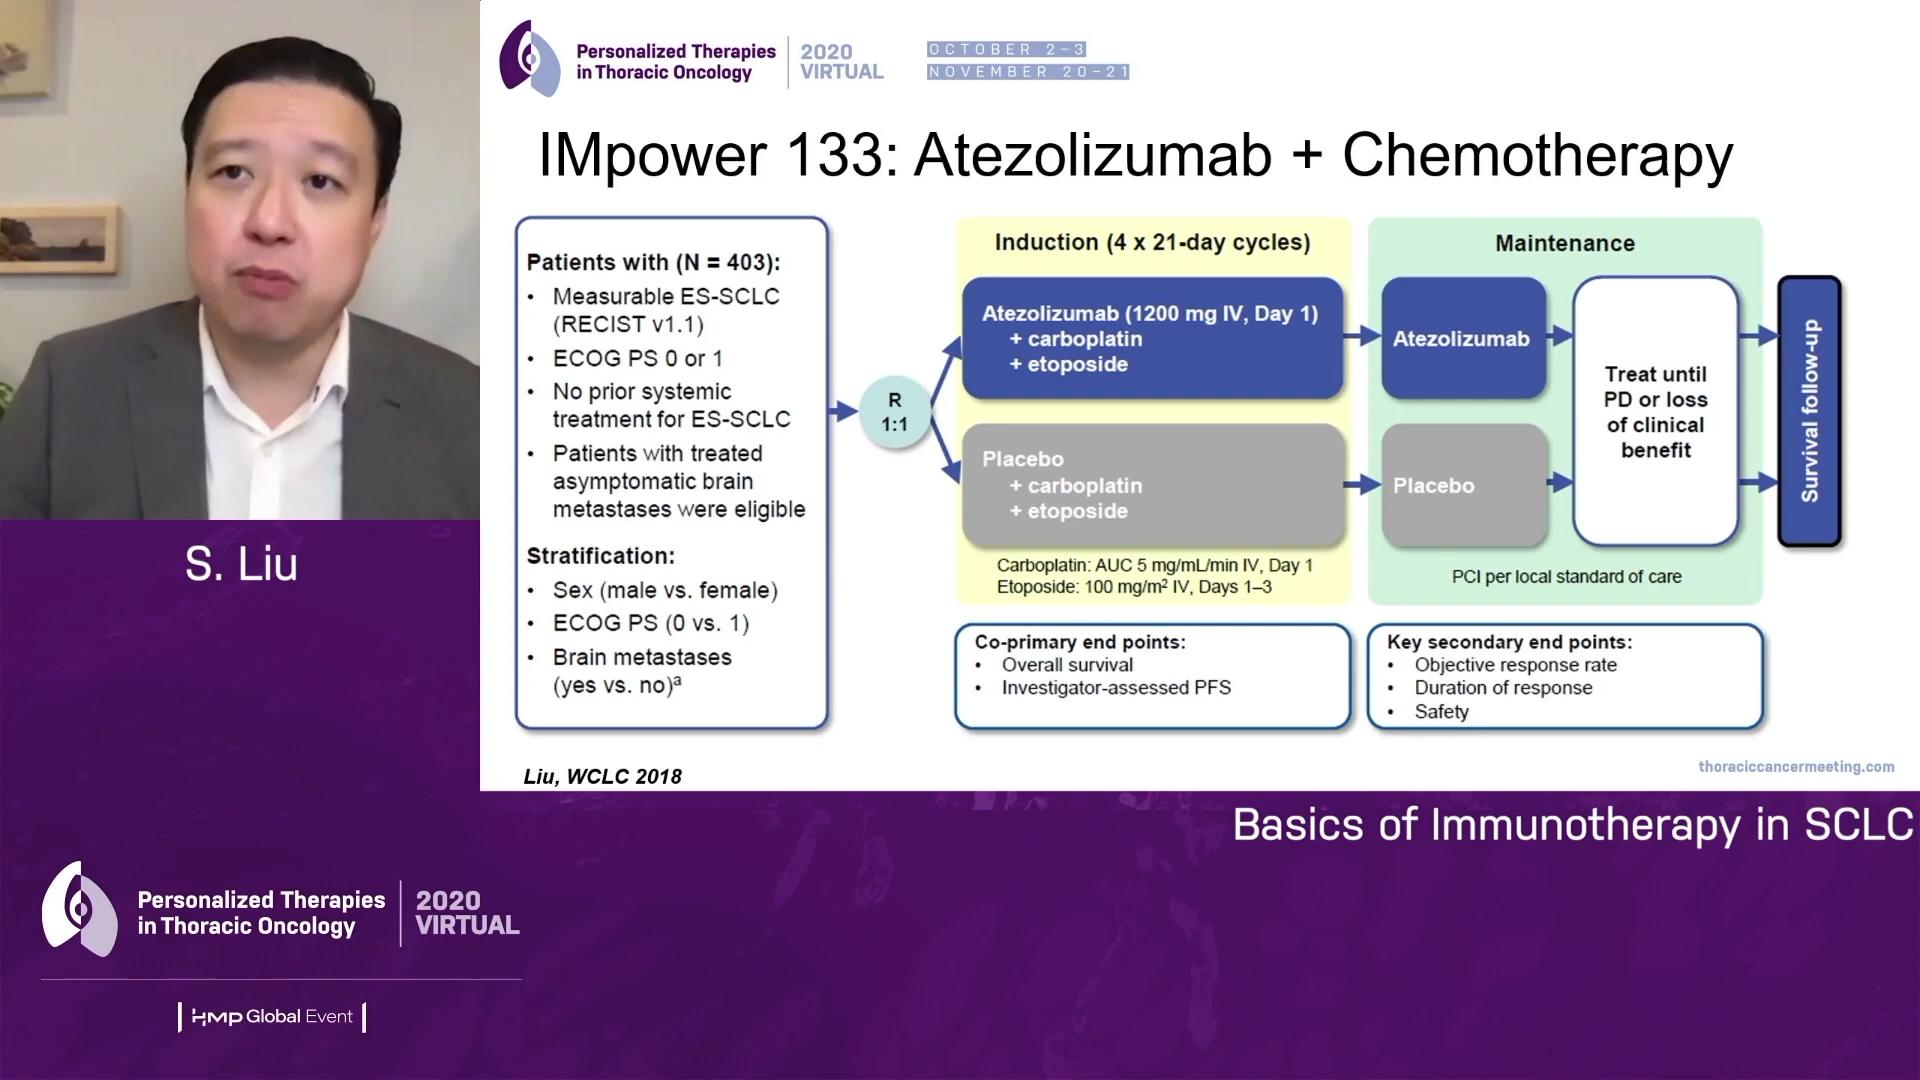 Personalized Therapies
in Thoracic Oncology
2020
VIRTUAL
OCTOBER 2–3
NOVEMBER 20–21
IMpower 133: Atezolizumab + Chemotherapy
Patients with (N = 403):
• Measurable ES-SCLC
(RECIST v1.1)
• ECOG PS 0 or 1
• No prior systemic
treatment for ES-SCLC
• Patients with treated
asymptomatic brain
metastases were eligible
Stratification:
• Sex (male vs. female)
• ECOG PS (0 vs. 1)
• Brain metastases
(yes vs. no)ª
R
1:1
Induction (4 x 21-day cycles)
Atezolizumab (1200 mg IV, Day 1)
+ carboplatin
+ etoposide
Placebo
+ carboplatin
+ etoposide
Carboplatin: AUC 5 mg/mL/min IV, Day 1
Etoposide: 100 mg/m² IV, Days 1–3
Maintenance
Atezolizumab
Placebo
Treat until
PD or loss
of clinical
benefit
PCI per local standard of care
Survival follow-up
Co-primary end points:
• Overall survival
• Investigator-assessed PFS
Key secondary end points:
• Objective response rate
• Duration of response
• Safety
Liu, WCLC 2018
thoraciccancermeeting.com
S. Liu
Basics of Immunotherapy in SCLC
Personalized Therapies
in Thoracic Oncology
2020
VIRTUAL
HMP Global Event